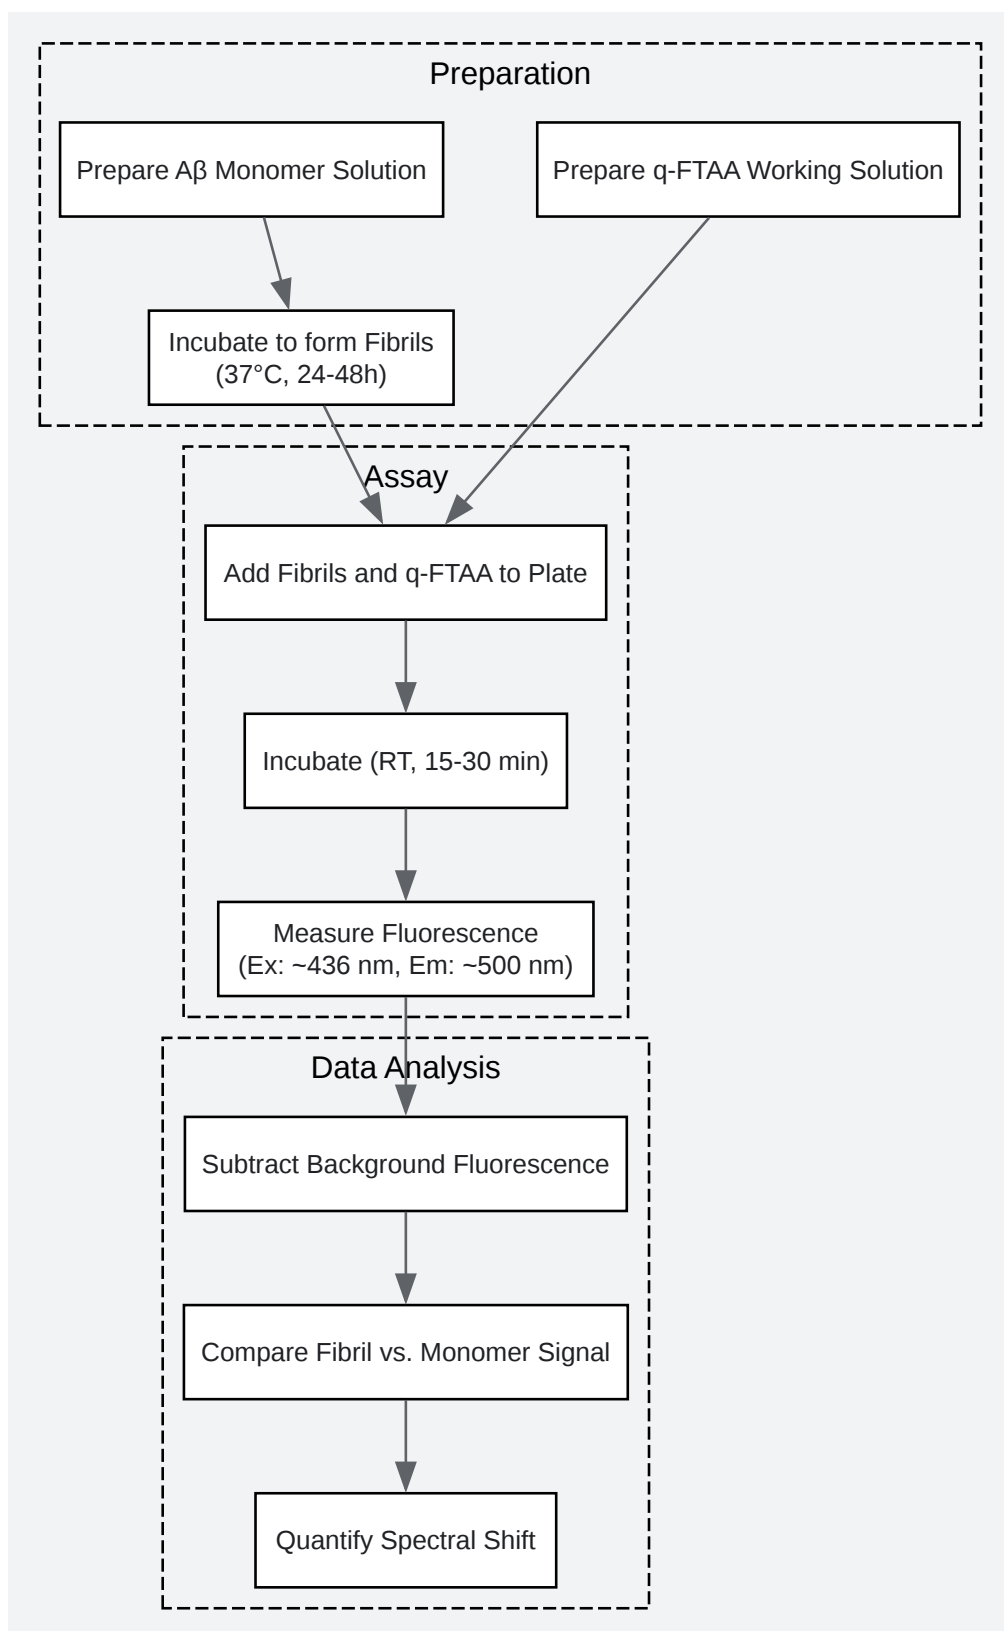 Preparation
Prepare Aβ Monomer Solution
Prepare q-FTAA Working Solution
Incubate to form Fibrils
(37°C, 24-48h)
Assay
Add Fibrils and q-FTAA to Plate
Incubate (RT, 15-30 min)
Measure Fluorescence
(Ex: ~436 nm, Em: ~500 nm)
Data Analysis
Subtract Background Fluorescence
Compare Fibril vs. Monomer Signal
Quantify Spectral Shift